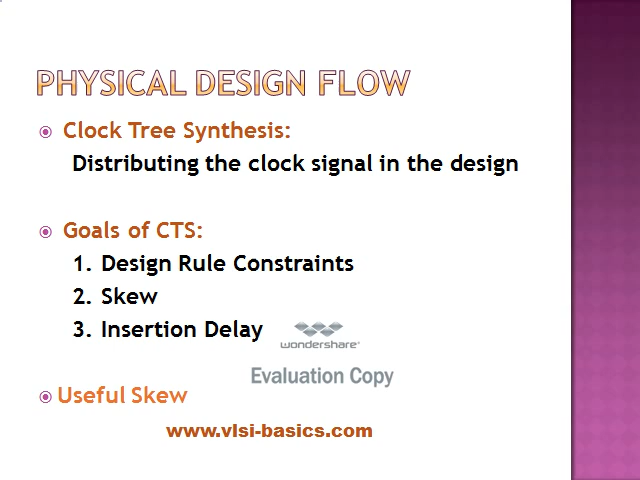 PHYSICAL DESIGN FLOW
Clock Tree Synthesis:
Distributing the clock signal in the design
Goals of CTS:
1. Design Rule Constraints
2. Skew
3. Insertion Delay
wondershare
Evaluation Copy
Useful Skew
www.vlsi-basics.com